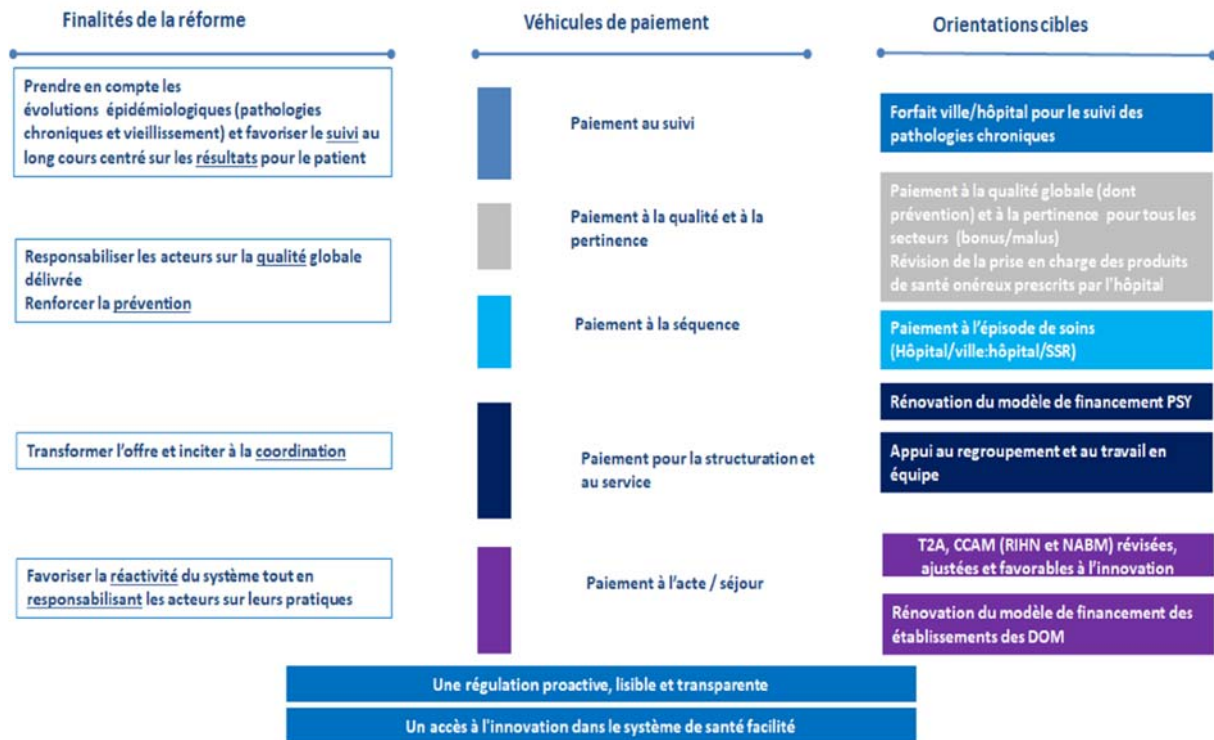 Finalités de la réforme
Véhicules de paiement
Orientations cibles
Prendre en compte les
évolutions épidémiologiques (pathologies
chroniques et vieillissement) et favoriser le suivi au
long cours centré sur les résultats pour le patient
Paiement au suivi
Forfait ville/hôpital pour le suivi des
pathologies chroniques
Responsabiliser les acteurs sur la qualité globale
délivrée
Renforcer la prévention
Paiement à la qualité et à la
pertinence
Paiement à la qualité globale (dont
prévention) et à la pertinence pour tous les
secteurs (bonus/malus)
Révision de la prise en charge des produits
de santé onéreux prescrits par l'hôpital
Paiement à la séquence
Paiement à l'épisode de soins
(Hôpital/ville:hôpital/SSR)
Transformer l'offre et inciter à la coordination
Paiement pour la structuration et
au service
Rénovation du modèle de financement PSY
Appui au regroupement et au travail en
équipe
Favoriser la réactivité du système tout en
responsabilisant les acteurs sur leurs pratiques
Paiement à l'acte / séjour
T2A, CCAM (RIHN et NABM) révisées,
ajustées et favorables à l'innovation
Rénovation du modèle de financement des
établissements des DOM
Une régulation proactive, lisible et transparente
Un accès à l'innovation dans le système de santé facilité